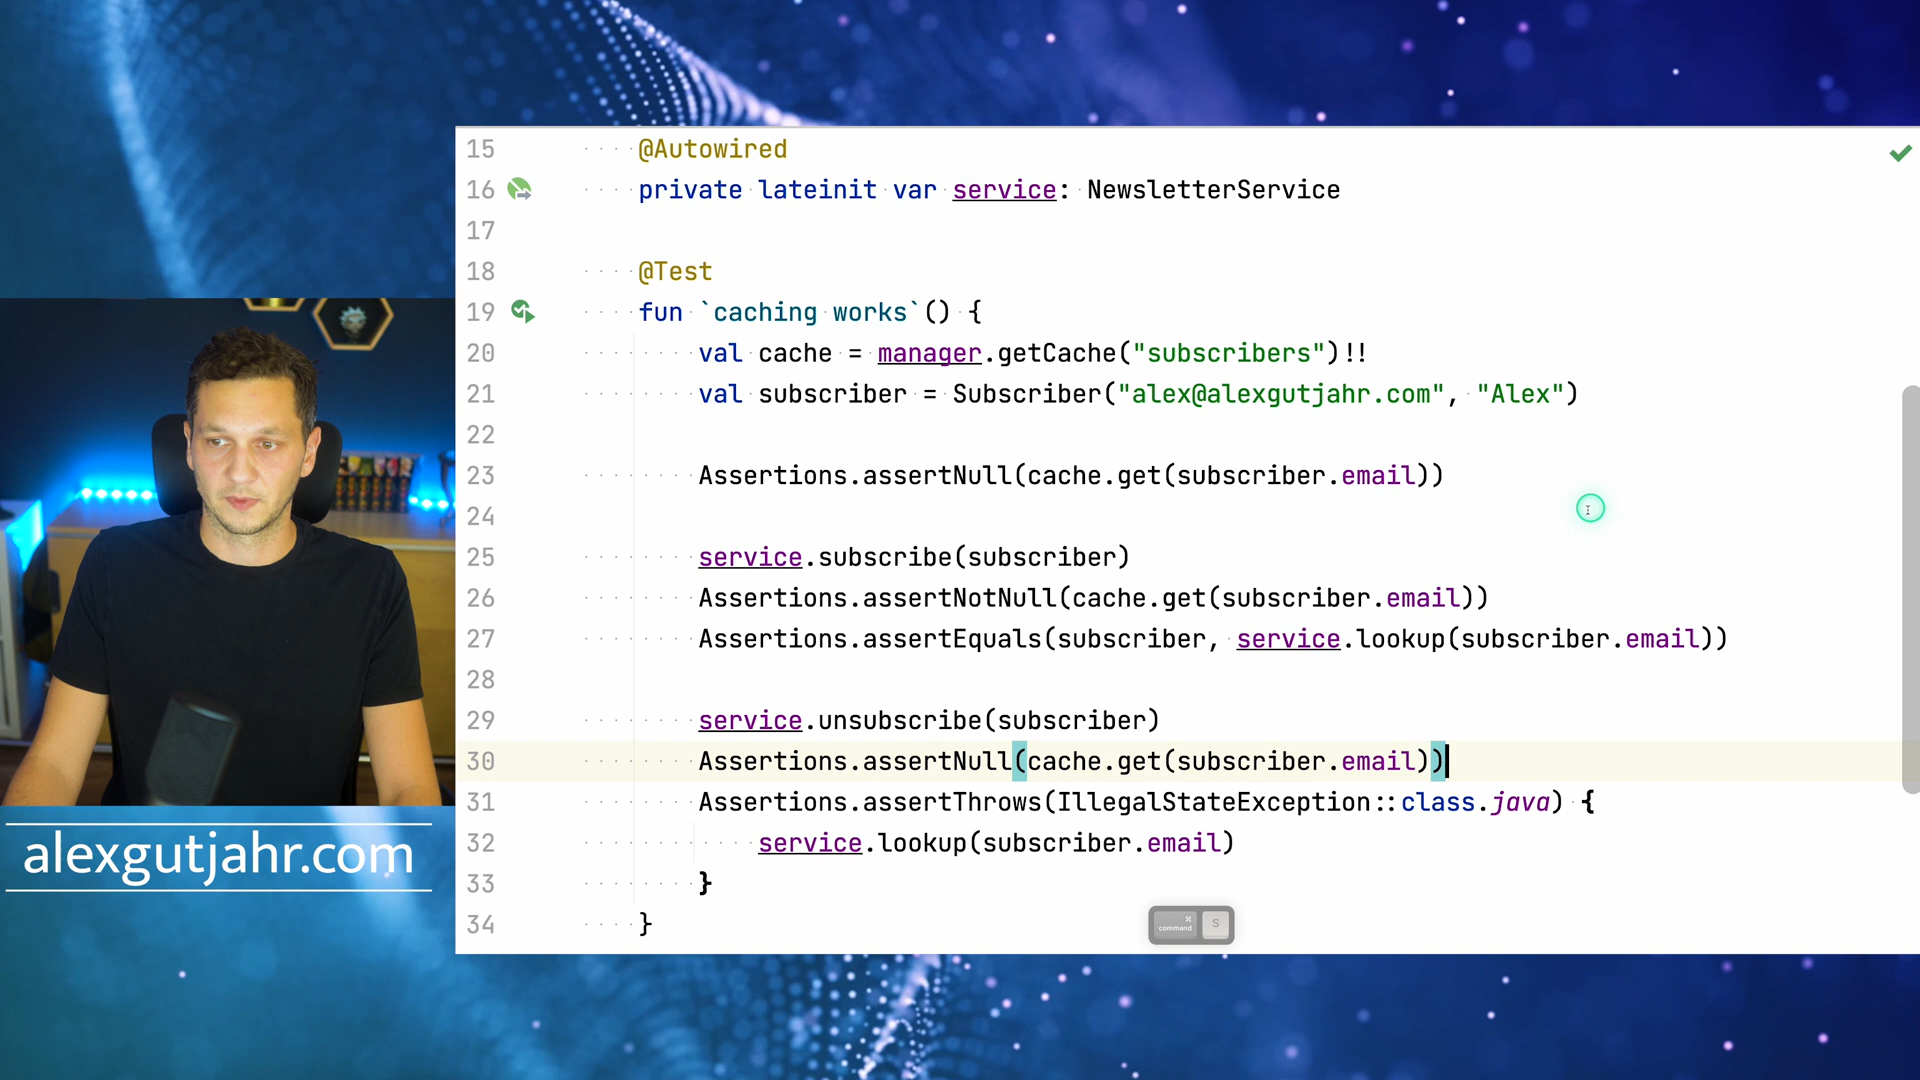 15 @Autowired
16 private lateinit var service: NewsletterService
17
18 @Test
19 fun `caching works`() {
20 val cache = manager.getCache("subscribers")!!
21 val subscriber = Subscriber("alex@alexgutjahr.com", "Alex")
22
23 Assertions.assertNull(cache.get(subscriber.email))
24
25 service.subscribe(subscriber)
26 Assertions.assertNotNull(cache.get(subscriber.email))
27 Assertions.assertEquals(subscriber, service.lookup(subscriber.email))
28
29 service.unsubscribe(subscriber)
30 Assertions.assertNull(cache.get(subscriber.email))
31 Assertions.assertThrows(IllegalStateException::class.java) {
32 service.lookup(subscriber.email)
33 }
34 }
alexgutjahr.com
⌘
command S